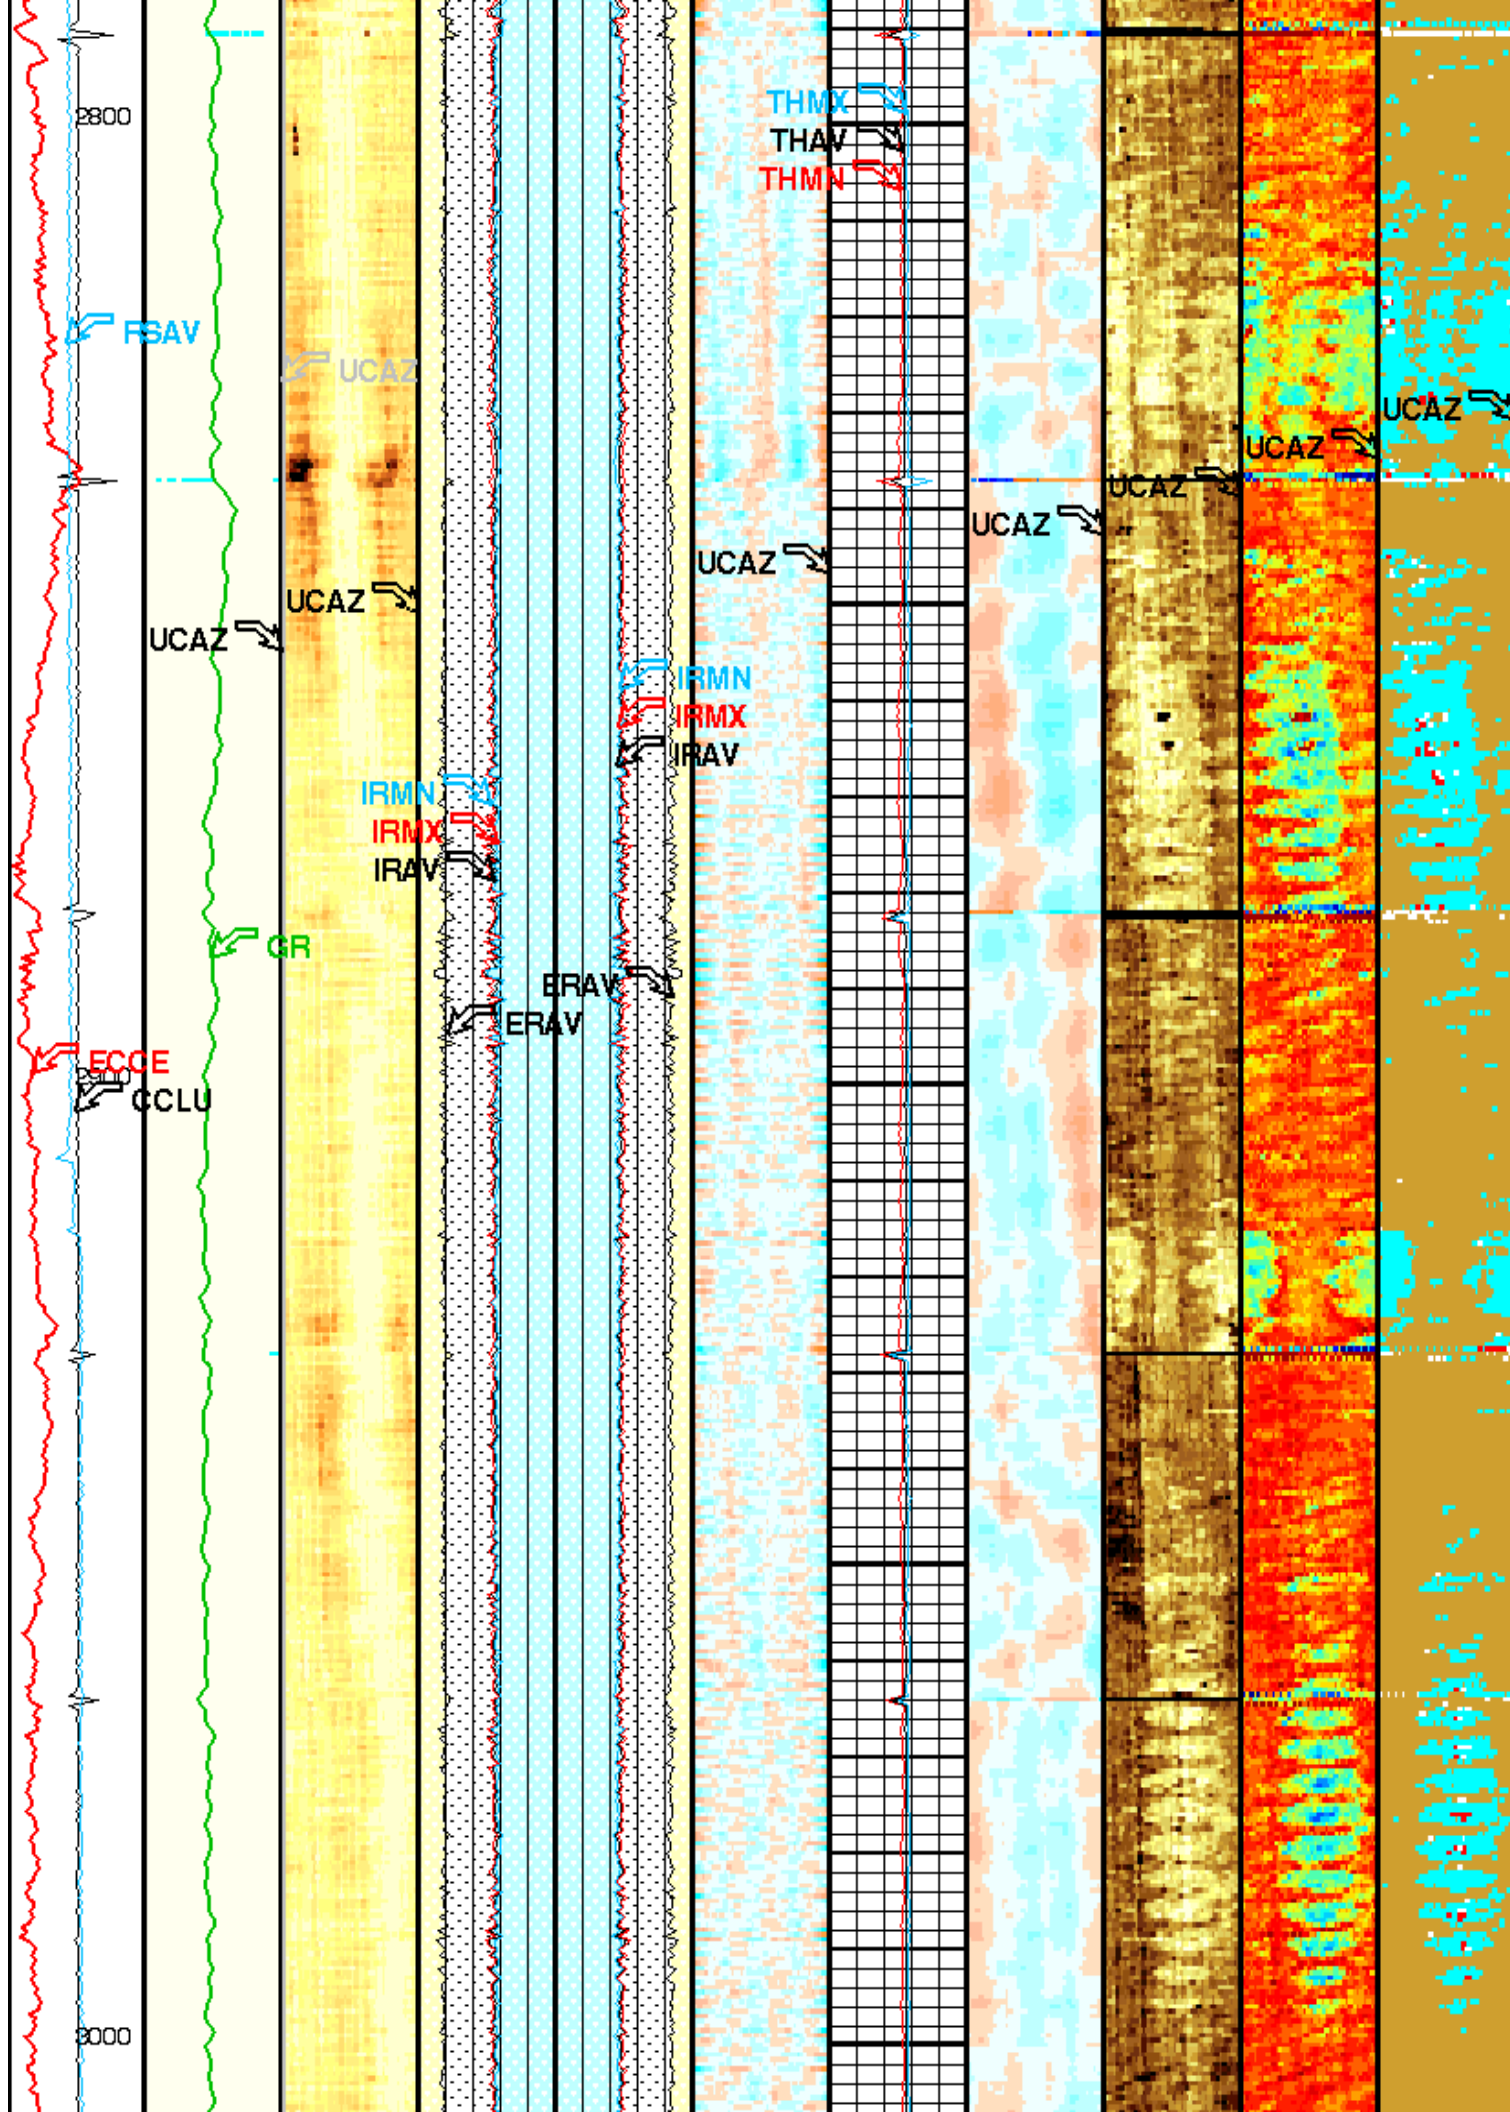 2800
THMX
THAV
THMN
RSAV
UCAZ
UCAZ
UCAZ
UCAZ
UCAZ
UCAZ
UCAZ
UCAZ
IRMN
IRMX
IRAV
IRMN
IRMX
IRAV
GR
ERAV
ERAV
ECCE
CCLU
3000